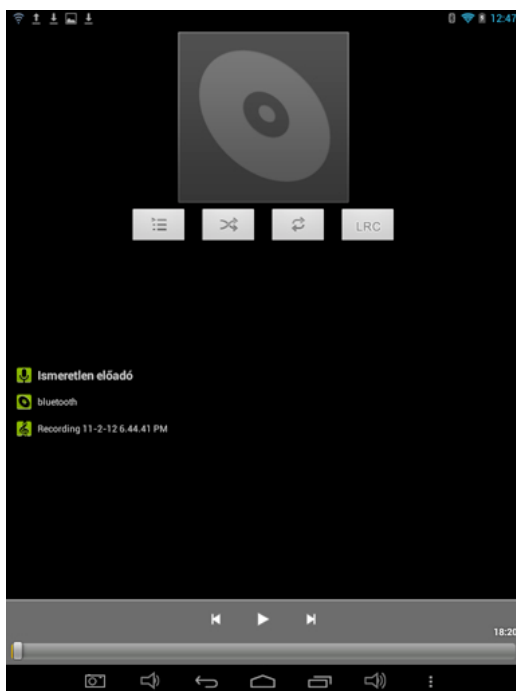 12:47
LRC
Ismeretlen előadó
bluetooth
Recording 11-2-12 6.44.41 PM
18:20